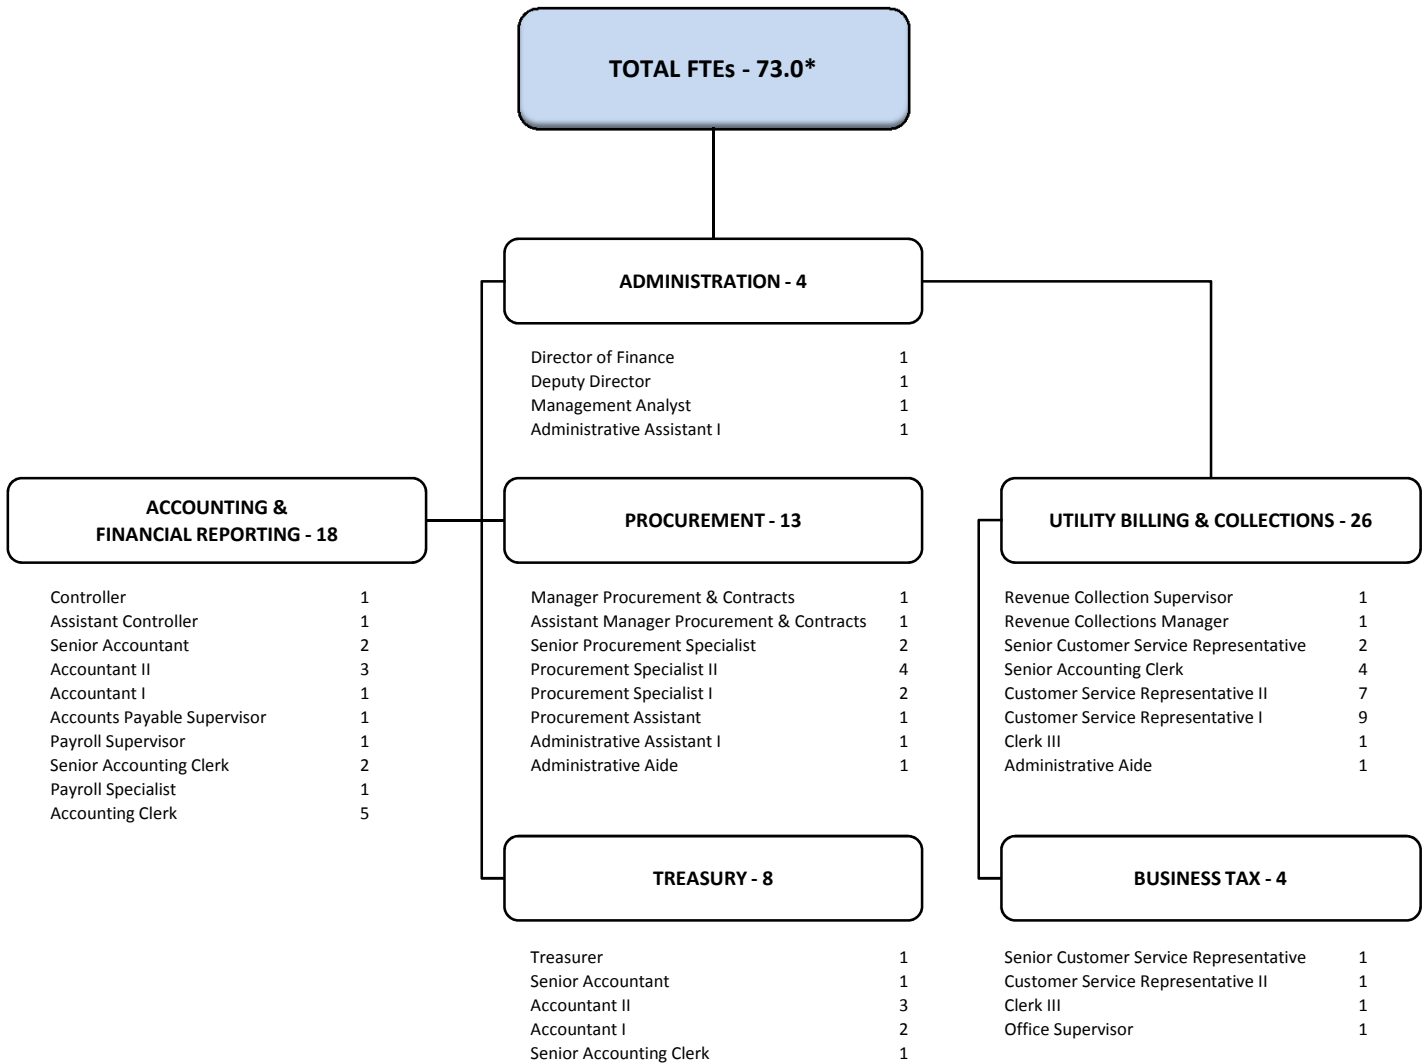 TOTAL FTEs - 73.0*
ADMINISTRATION - 4
Director of Finance 1
Deputy Director 1
Management Analyst 1
Administrative Assistant I 1
ACCOUNTING &
FINANCIAL REPORTING - 18
Controller 1
Assistant Controller 1
Senior Accountant 2
Accountant II 3
Accountant I 1
Accounts Payable Supervisor 1
Payroll Supervisor 1
Senior Accounting Clerk 2
Payroll Specialist 1
Accounting Clerk 5
PROCUREMENT - 13
Manager Procurement & Contracts 1
Assistant Manager Procurement & Contracts 1
Senior Procurement Specialist 2
Procurement Specialist II 4
Procurement Specialist I 2
Procurement Assistant 1
Administrative Assistant I 1
Administrative Aide 1
UTILITY BILLING & COLLECTIONS - 26
Revenue Collection Supervisor 1
Revenue Collections Manager 1
Senior Customer Service Representative 2
Senior Accounting Clerk 4
Customer Service Representative II 7
Customer Service Representative I 9
Clerk III 1
Administrative Aide 1
TREASURY - 8
Treasurer 1
Senior Accountant 1
Accountant II 3
Accountant I 2
Senior Accounting Clerk 1
BUSINESS TAX - 4
Senior Customer Service Representative 1
Customer Service Representative II 1
Clerk III 1
Office Supervisor 1